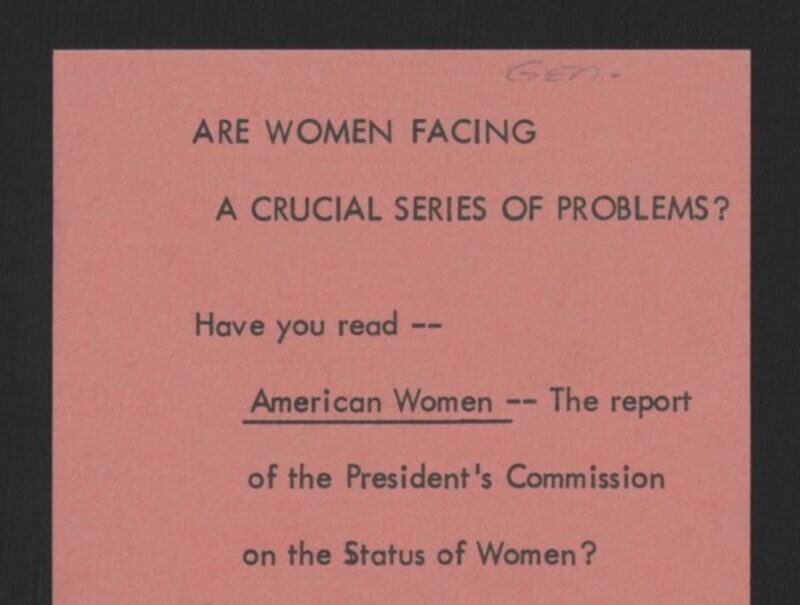 Gen.
ARE WOMEN FACING
A CRUCIAL SERIES OF PROBLEMS?
Have you read --
American Women -- The report
of the President's Commission
on the Status of Women?